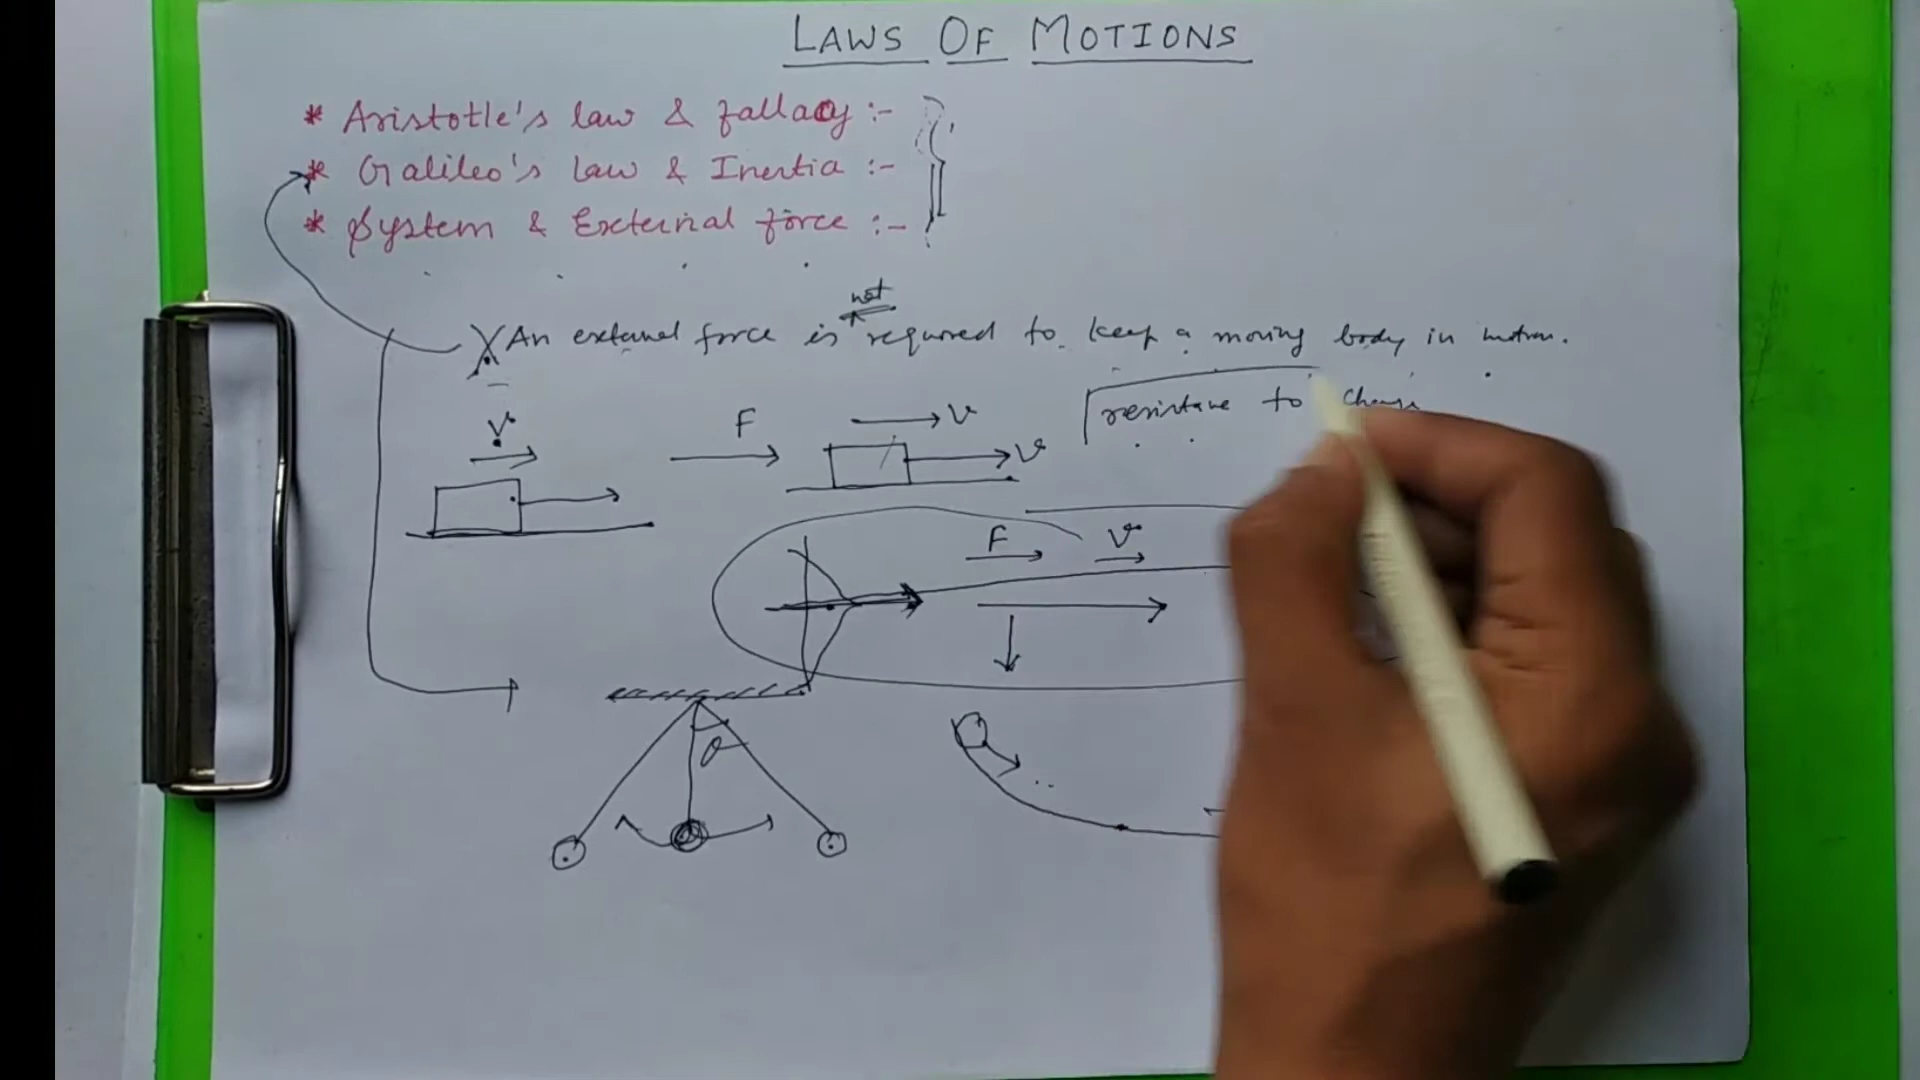 LAWS OF MOTIONS
* Aristotle's law & fallacy :-
* Galileo's law & Inertia :-
* System & External force :-
not
An external force is required to keep a moving body in motion.
resistance to change
v F v
v
F v
θ